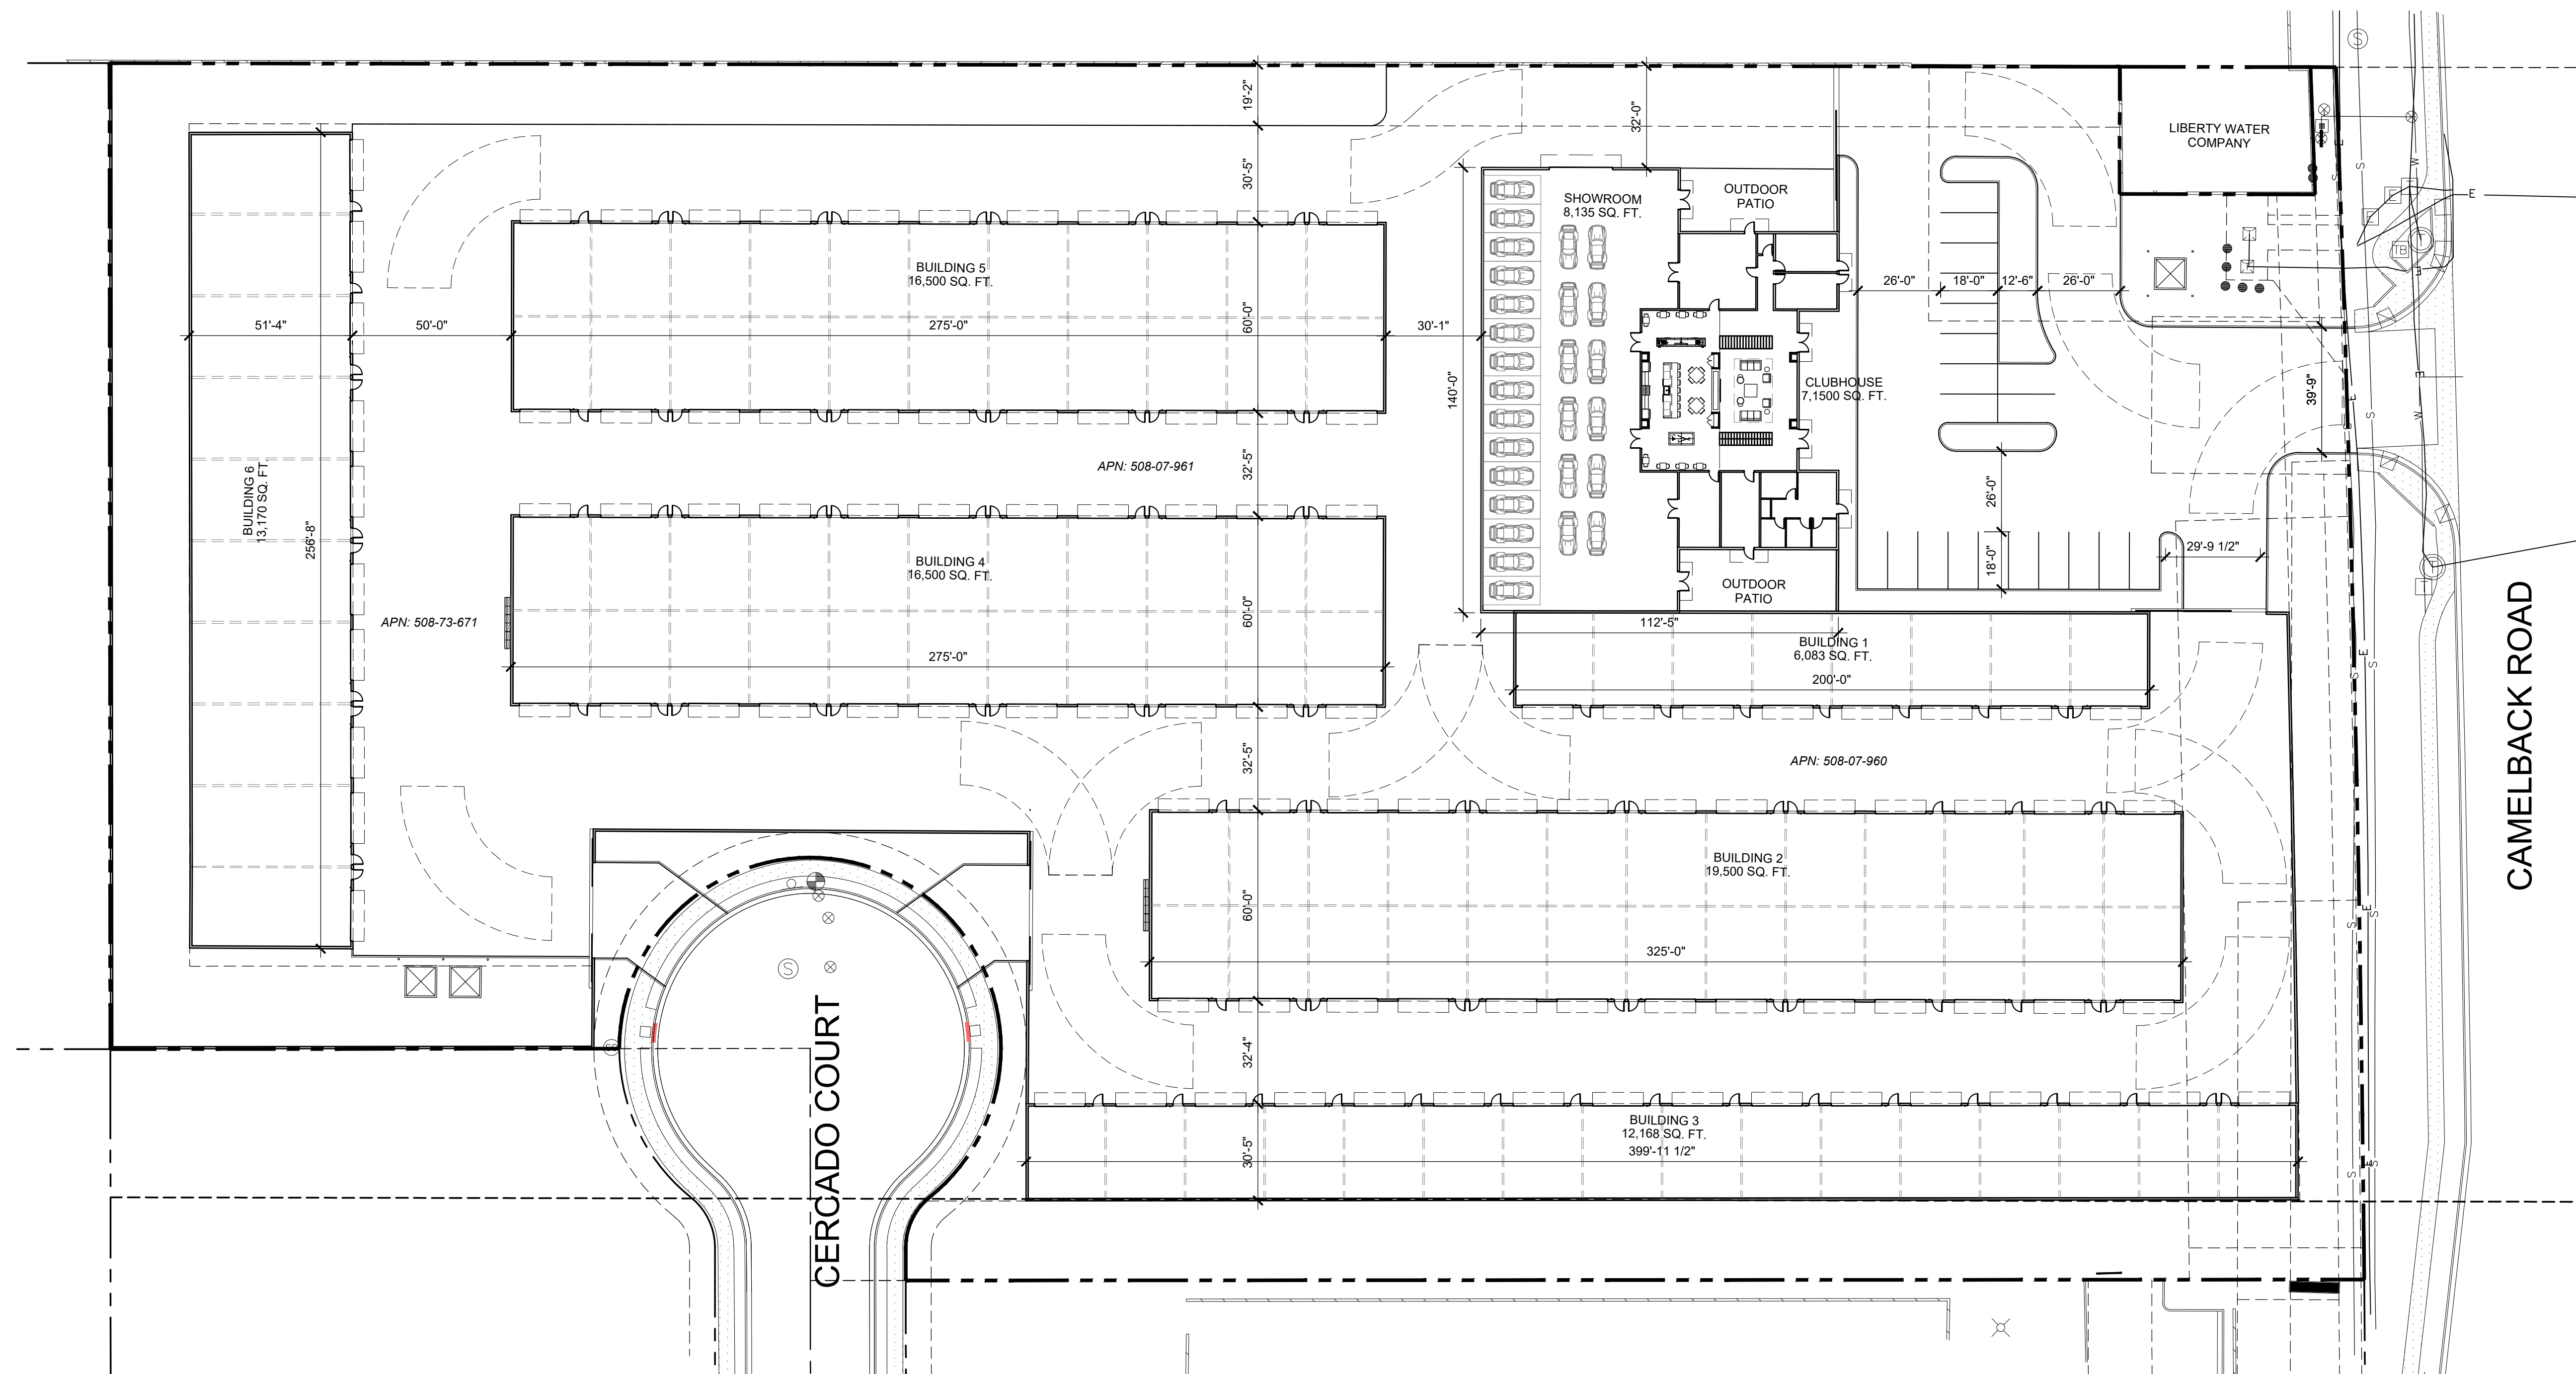 19'-2"
32'-0"
LIBERTY WATER
COMPANY
30'-5"
SHOWROOM
8,135 SQ. FT.
OUTDOOR
PATIO
BUILDING 5
16,500 SQ. FT.
26'-0"
18'-0"
12'-6"
26'-0"
TB
51'-4"
50'-0"
275'-0"
60'-0"
30'-1"
140'-0"
CLUBHOUSE
7,1500 SQ. FT.
39'-9"
APN: 508-07-961
32'-5"
BUILDING 6
13,170 SQ. FT.
256'-8"
26'-0"
BUILDING 4
16,500 SQ. FT.
18'-0"
29'-9 1/2"
OUTDOOR
PATIO
60'-0"
APN: 508-73-671
112'-5"
275'-0"
BUILDING 1
6,083 SQ. FT.
200'-0"
CAMELBACK ROAD
32'-5"
APN: 508-07-960
BUILDING 2
19,500 SQ. FT.
60'-0"
325'-0"
S
CERCADO COURT
32'-4"
BUILDING 3
12,168 SQ. FT.
399'-11 1/2"
30'-5"
S
E
W
E
S
E
W
S
E
S
E
S
S
E
S